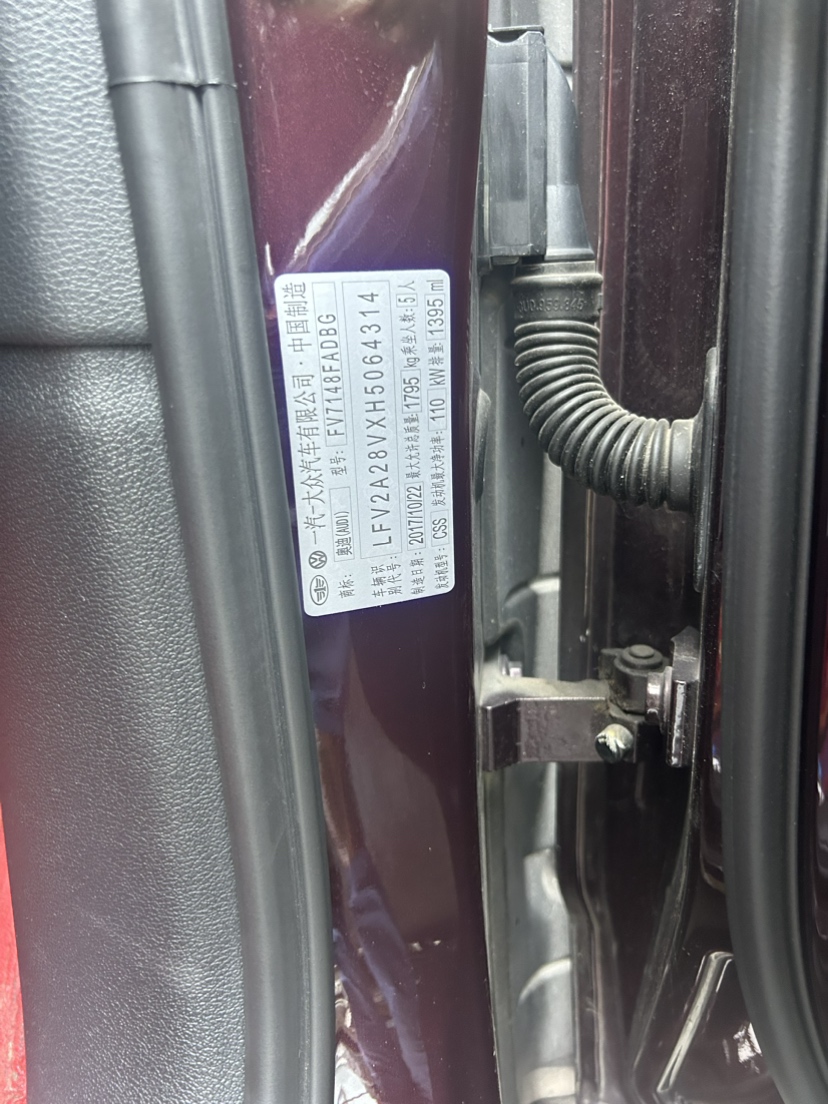 一汽-大众汽车有限公司·中国制造
商标: 奥迪(AUDI) 型号: FV7148FADBG
车辆识别代号: LFV2A28VXH5064314
制造日期: 2017/10/22 最大允许总质量: 1795 kg 乘坐人数: 5 人
发动机型号: CSS 发动机最大净功率: 110 kW 排量: 1395 ml